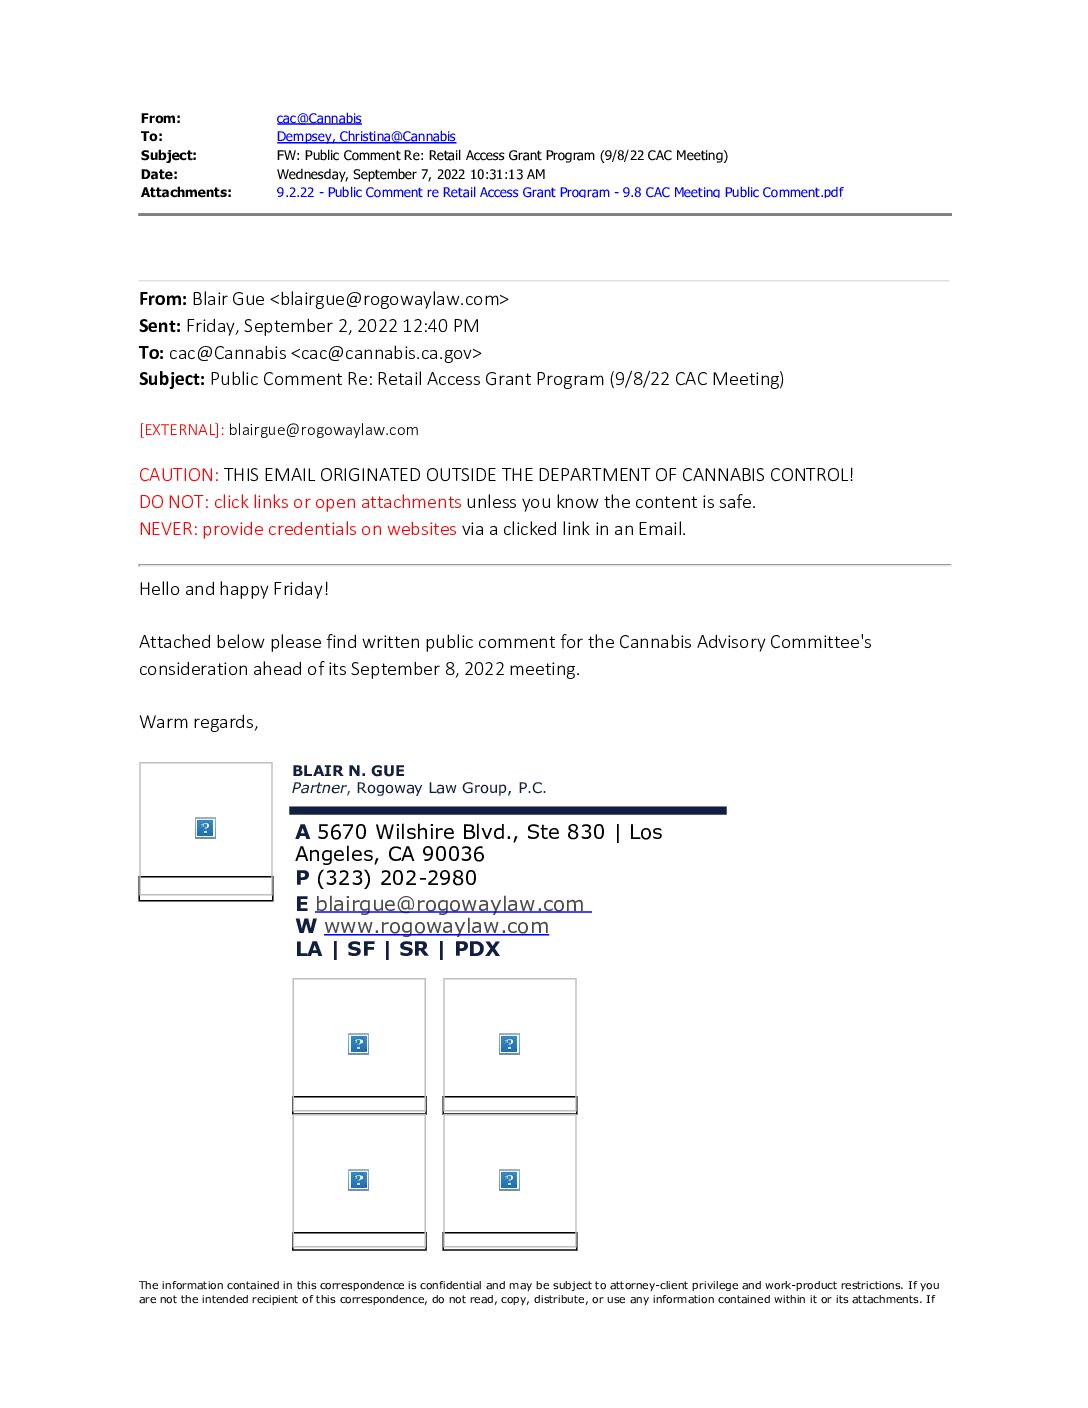 From: cac@Cannabis
To: Dempsey, Christina@Cannabis
Subject: FW: Public Comment Re: Retail Access Grant Program (9/8/22 CAC Meeting)
Date: Wednesday, September 7, 2022 10:31:13 AM
Attachments: 9.2.22 - Public Comment re Retail Access Grant Program - 9.8 CAC Meeting Public Comment.pdf
From: Blair Gue <blairgue@rogowaylaw.com>
Sent: Friday, September 2, 2022 12:40 PM
To: cac@Cannabis <cac@cannabis.ca.gov>
Subject: Public Comment Re: Retail Access Grant Program (9/8/22 CAC Meeting)
[EXTERNAL]: blairgue@rogowaylaw.com
CAUTION: THIS EMAIL ORIGINATED OUTSIDE THE DEPARTMENT OF CANNABIS CONTROL!
DO NOT: click links or open attachments unless you know the content is safe.
NEVER: provide credentials on websites via a clicked link in an Email.
Hello and happy Friday!
Attached below please find written public comment for the Cannabis Advisory Committee's
consideration ahead of its September 8, 2022 meeting.
Warm regards,
BLAIR N. GUE
Partner, Rogoway Law Group, P.C.
A 5670 Wilshire Blvd., Ste 830 | Los
Angeles, CA 90036
P (323) 202-2980
E blairgue@rogowaylaw.com
W www.rogowaylaw.com
LA | SF | SR | PDX
The information contained in this correspondence is confidential and may be subject to attorney-client privilege and work-product restrictions. If you
are not the intended recipient of this correspondence, do not read, copy, distribute, or use any information contained within it or its attachments. If